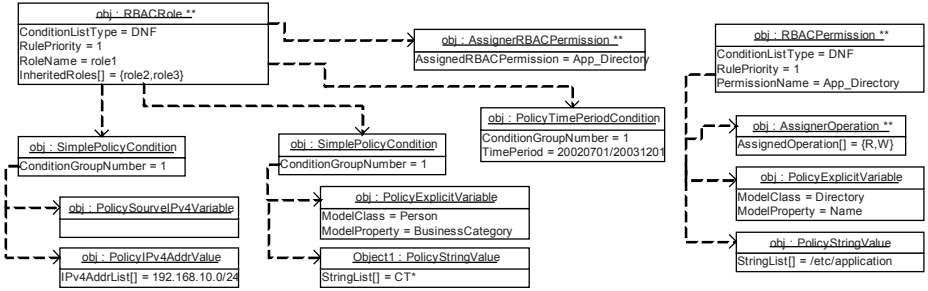 obj : RBACRole **
ConditionListType = DNF
RulePriority = 1
RoleName = role1
InheritedRoles[] = {role2,role3}
obj : AssignerRBACPermission **
AssignedRBACPermission = App_Directory
obj : RBACPermission **
ConditionListType = DNF
RulePriority = 1
PermissionName = App_Directory
obj : SimplePolicyCondition
ConditionGroupNumber = 1
obj : SimplePolicyCondition
ConditionGroupNumber = 1
obj : PolicyTimePeriodCondition
ConditionGroupNumber = 1
TimePeriod = 20020701/20031201
obj : AssignerOperation **
AssignedOperation[] = {R,W}
obj : PolicySourveIPv4Variable
obj : PolicyExplicitVariable
ModelClass = Person
ModelProperty = BusinessCategory
obj : PolicyExplicitVariable
ModelClass = Directory
ModelProperty = Name
obj : PolicyIPv4AddrValue
IPv4AddrList[] = 192.168.10.0/24
Object1 : PolicyStringValue
StringList[] = CT*
obj : PolicyStringValue
StringList[] = /etc/application